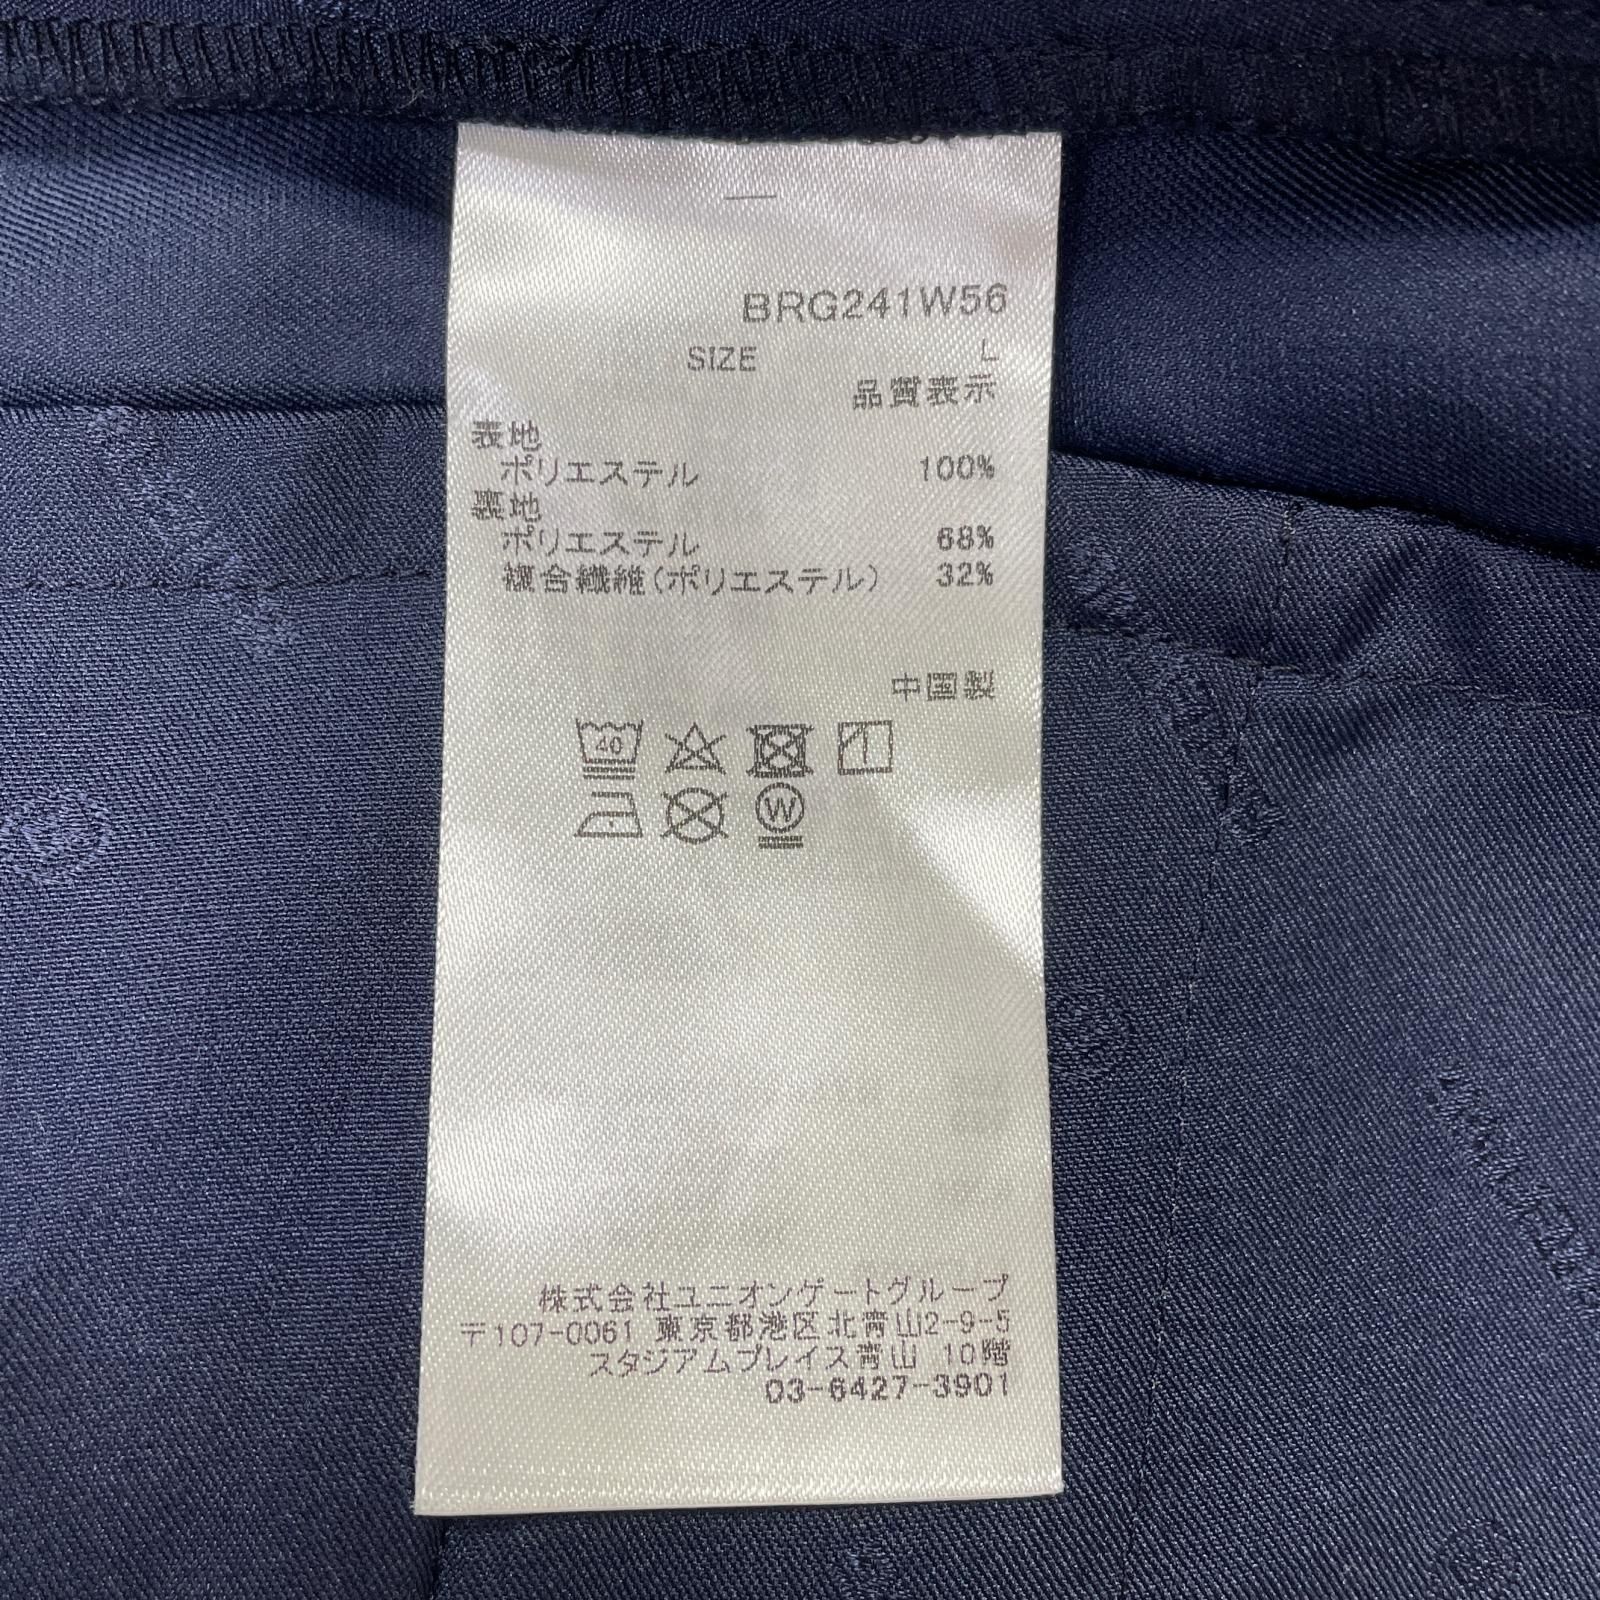 BRG241W56
SIZE L
品質表示
表地
ポリエステル 100%
裏地
ポリエステル 68%
複合繊維(ポリエステル) 32%
中国製
40
W
株式会社ユニオンゲートグループ
〒107-0061 東京都港区北青山2-9-5
スタジアムプレイス青山 10階
03-6427-3901